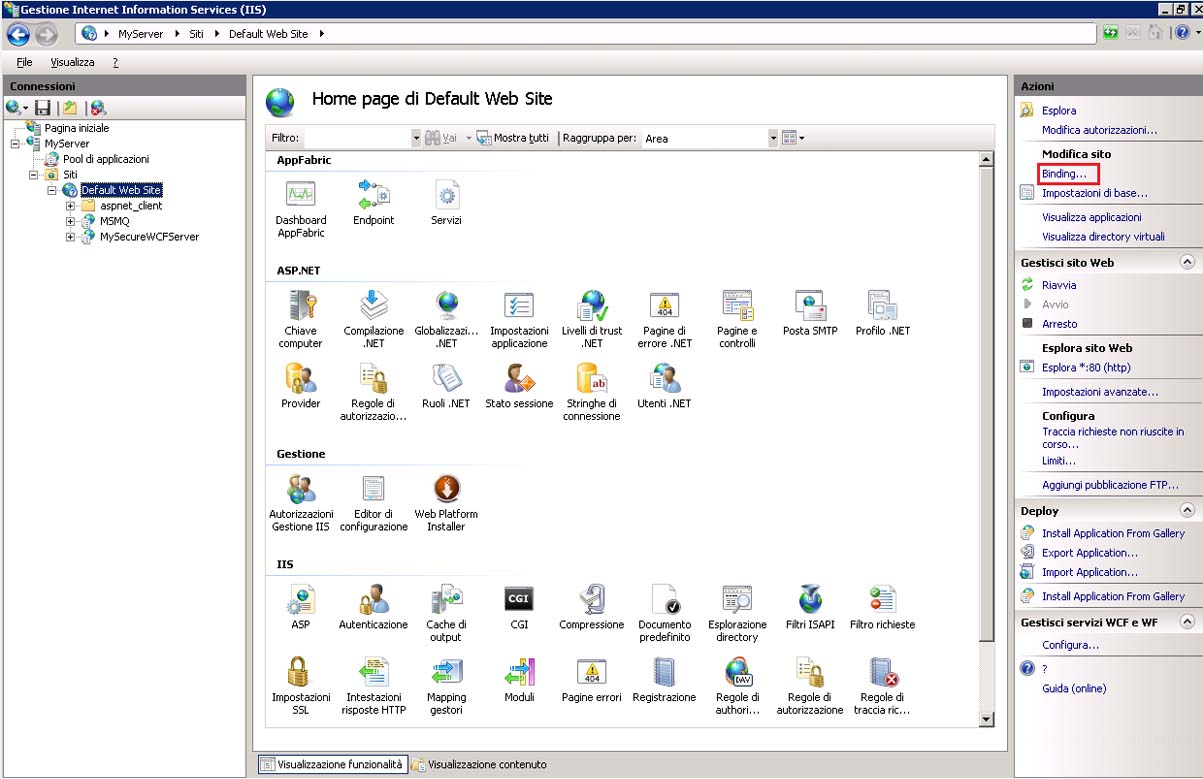 Gestione Internet Information Services (IIS)
MyServer Siti Default Web Site
File Visualizza ?
Connessioni
Pagina iniziale
MyServer
Pool di applicazioni
Siti
Default Web Site
aspnet_client
MSMQ
MySecureWCFServer
Home page di Default Web Site
Filtro: Vai Mostra tutti Raggruppa per: Area
AppFabric
Dashboard AppFabric
Endpoint
Servizi
ASP.NET
Chiave computer
Compilazione .NET
Globalizzazi... .NET
Impostazioni applicazione
Livelli di trust .NET
Pagine di errore .NET
Pagine e controlli
Posta SMTP
Profilo .NET
Provider
Regole di autorizzazio...
Ruoli .NET
Stato sessione
Stringhe di connessione
Utenti .NET
Gestione
Autorizzazioni Gestione IIS
Editor di configurazione
Web Platform Installer
IIS
ASP
Autenticazione
Cache di output
CGI
CGI
Compressione
Documento predefinito
Esplorazione directory
Filtri ISAPI
Filtro richieste
Impostazioni SSL
Intestazioni risposte HTTP
Mapping gestori
Moduli
Pagine errori
Registrazione
Regole di authori...
Regole di autorizzazione
Regole di traccia ric...
Visualizzazione funzionalità
Visualizzazione contenuto
Azioni
Esplora
Modifica autorizzazioni...
Modifica sito
Binding...
Impostazioni di base...
Visualizza applicazioni
Visualizza directory virtuali
Gestisci sito Web
Riavvia
Avvio
Arresto
Esplora sito Web
Esplora *:80 (http)
Impostazioni avanzate...
Configura
Traccia richieste non riuscite in
corso...
Limiti...
Aggiungi pubblicazione FTP...
Deploy
Install Application From Gallery
Export Application...
Import Application...
Install Application From Gallery
Gestisci servizi WCF e WF
Configura...
?
Guida (online)